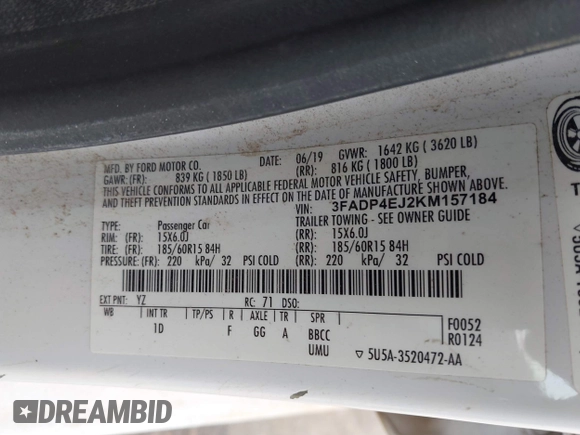 MFD. BY FORD MOTOR CO. DATE: 06/19 GVWR: 1642 KG ( 3620 LB)
GAWR: (FR): 839 KG ( 1850 LB) (RR): 816 KG ( 1800 LB)
THIS VEHICLE CONFORMS TO ALL APPLICABLE FEDERAL MOTOR VEHICLE SAFETY, BUMPER,
AND THEFT PREVENTION STANDARDS IN EFFECT ON THE DATE OF MANUFACTURE SHOWN ABOVE.
VIN: 3FADP4EJ2KM157184
TYPE: Passenger Car TRAILER TOWING - SEE OWNER GUIDE
RIM: (FR) 15X6.0J (RR): 15X6.0J
TIRE: (FR) 185/60R15 84H (RR): 185/60R15 84H
PRESSURE: (FR) 220 kPa/ 32 PSI COLD (RR): 220 kPa/ 32 PSI COLD
EXT PNT: YZ RC: 71 DSO:
WB INT TR TP/PS R AXLE TR SPR F0052
1D F GG A BBCC R0124
UMU ▽ 5U5A-3520472-AA
DREAMBID